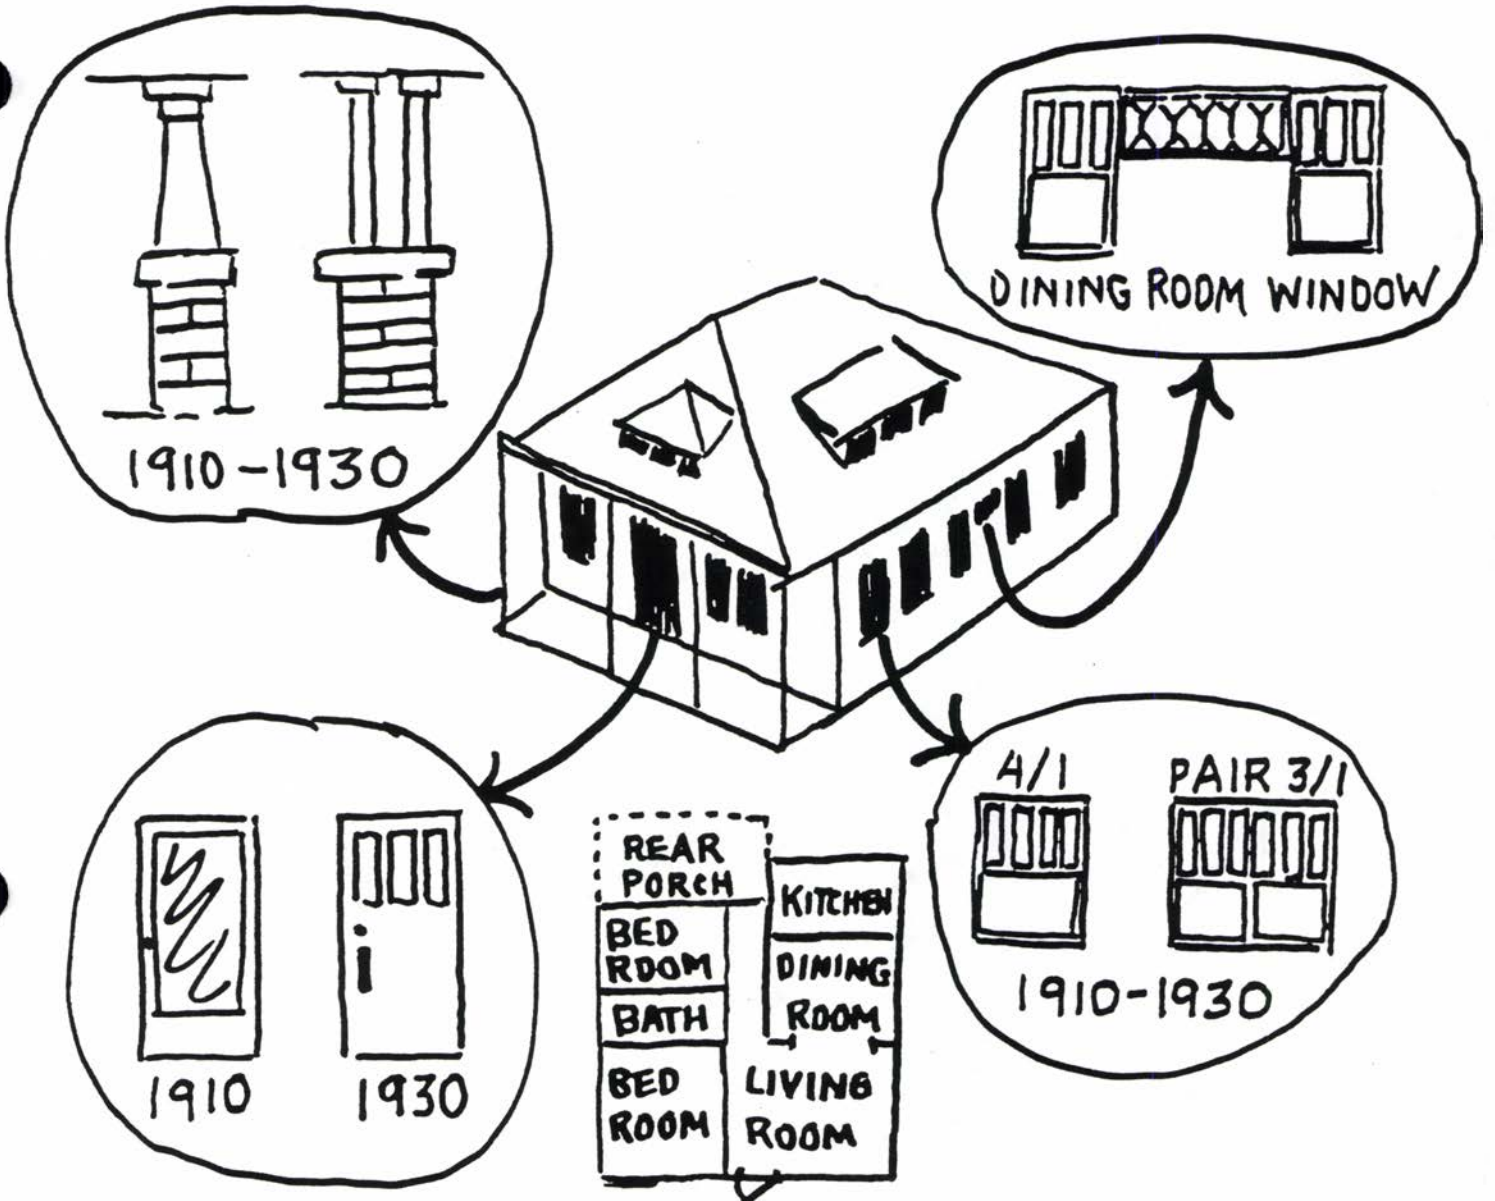 1910-1930
DINING ROOM WINDOW
1910
1930
REAR
PORCH
KITCHEN
BED
ROOM
DINING
ROOM
BATH
BED
ROOM
LIVING
ROOM
4/1
PAIR 3/1
1910-1930